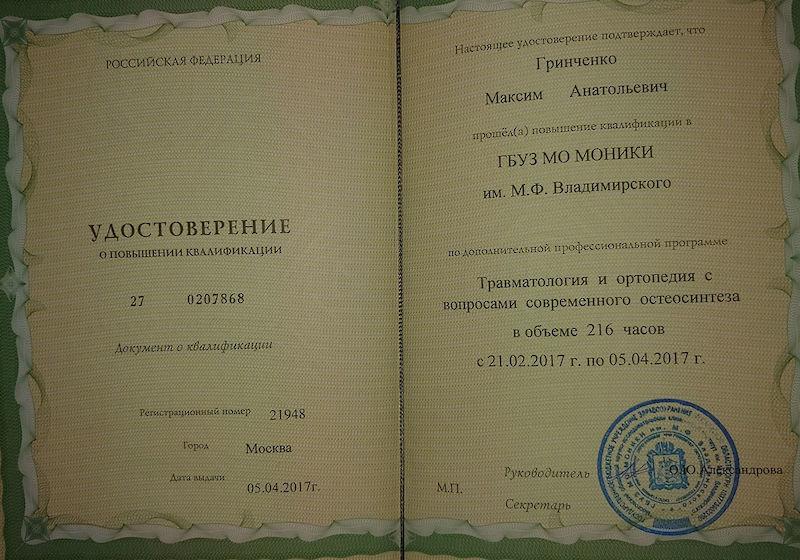 РОССИЙСКАЯ ФЕДЕРАЦИЯ
УДОСТОВЕРЕНИЕ
О ПОВЫШЕНИИ КВАЛИФИКАЦИИ
27 0207868
Документ о квалификации
Регистрационный номер 21948
Город Москва
Дата выдачи 05.04.2017г.
Настоящее удостоверение подтверждает, что
Гринченко
Максим Анатольевич
прошёл(а) повышение квалификации в
ГБУЗ МО МОНИКИ
им. М.Ф. Владимирского
по дополнительной профессиональной программе
Травматология и ортопедия с
вопросами современного остеосинтеза
в объеме 216 часов
с 21.02.2017 г. по 05.04.2017 г.
Руководитель О.Ю.Александрова
М.П.
Секретарь